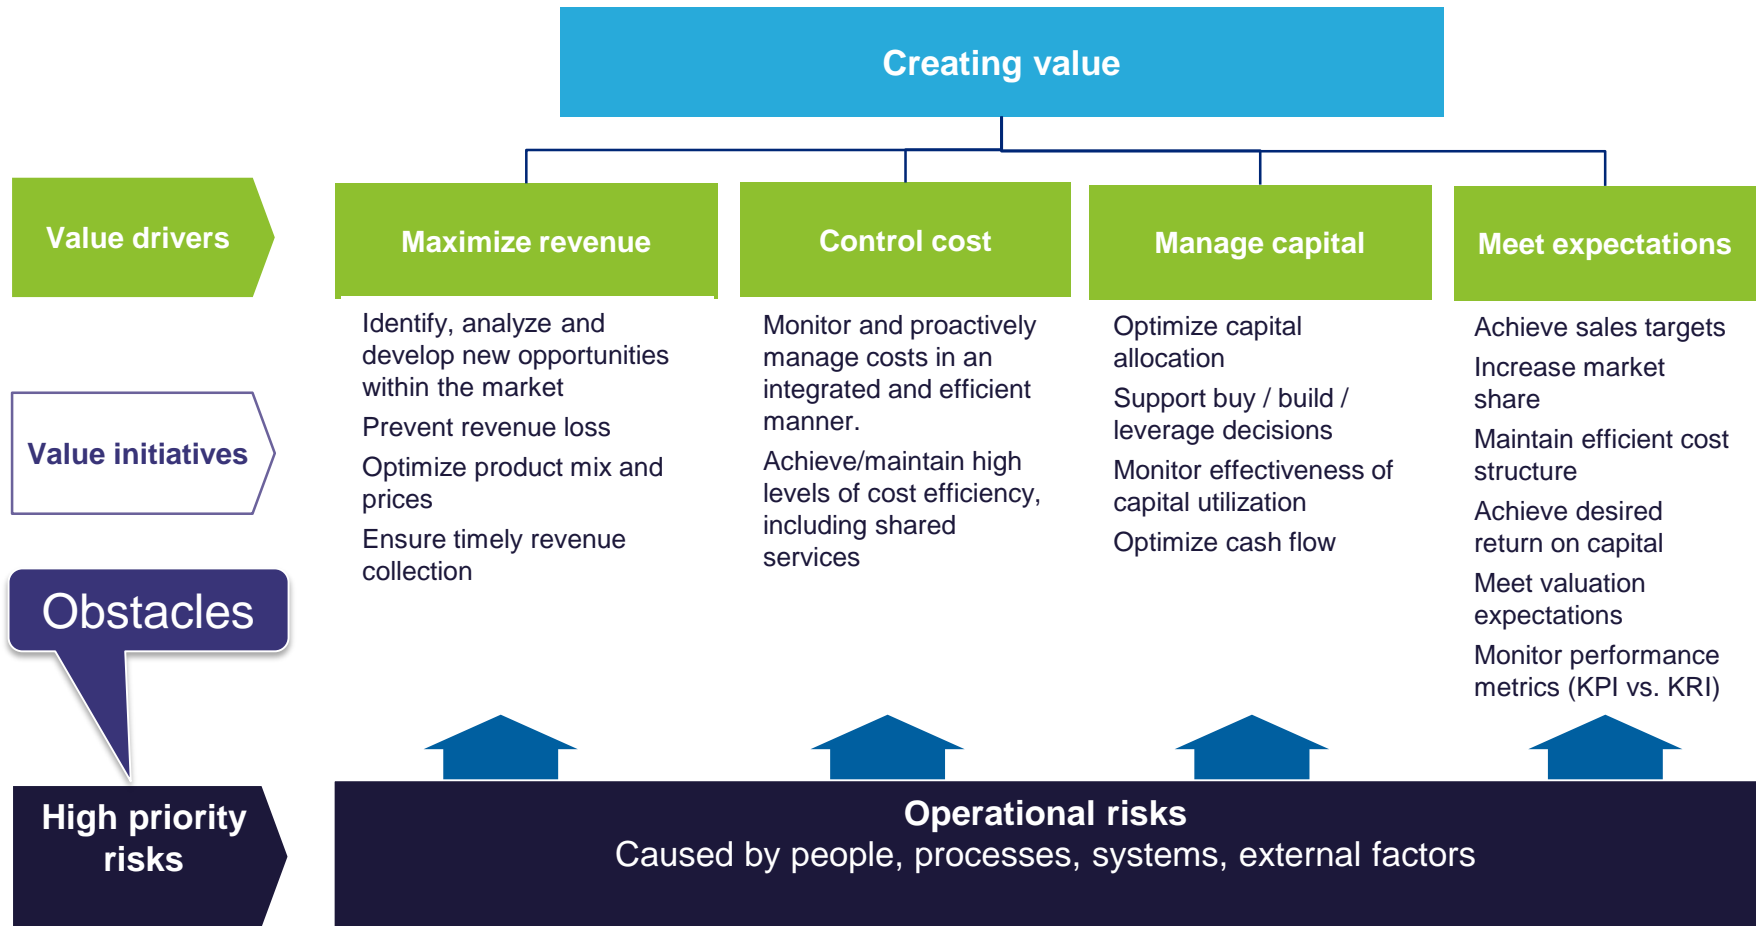 Creating value
Value drivers
Maximize revenue
Control cost
Manage capital
Meet expectations
Value initiatives
Identify, analyze and
develop new opportunities
within the market
Prevent revenue loss
Optimize product mix and
prices
Ensure timely revenue
collection
Monitor and proactively
manage costs in an
integrated and efficient
manner.
Achieve/maintain high
levels of cost efficiency,
including shared
services
Optimize capital
allocation
Support buy / build /
leverage decisions
Monitor effectiveness of
capital utilization
Optimize cash flow
Achieve sales targets
Increase market
share
Maintain efficient cost
structure
Achieve desired
return on capital
Meet valuation
expectations
Monitor performance
metrics (KPI vs. KRI)
Obstacles
High priority
risks
Operational risks
Caused by people, processes, systems, external factors